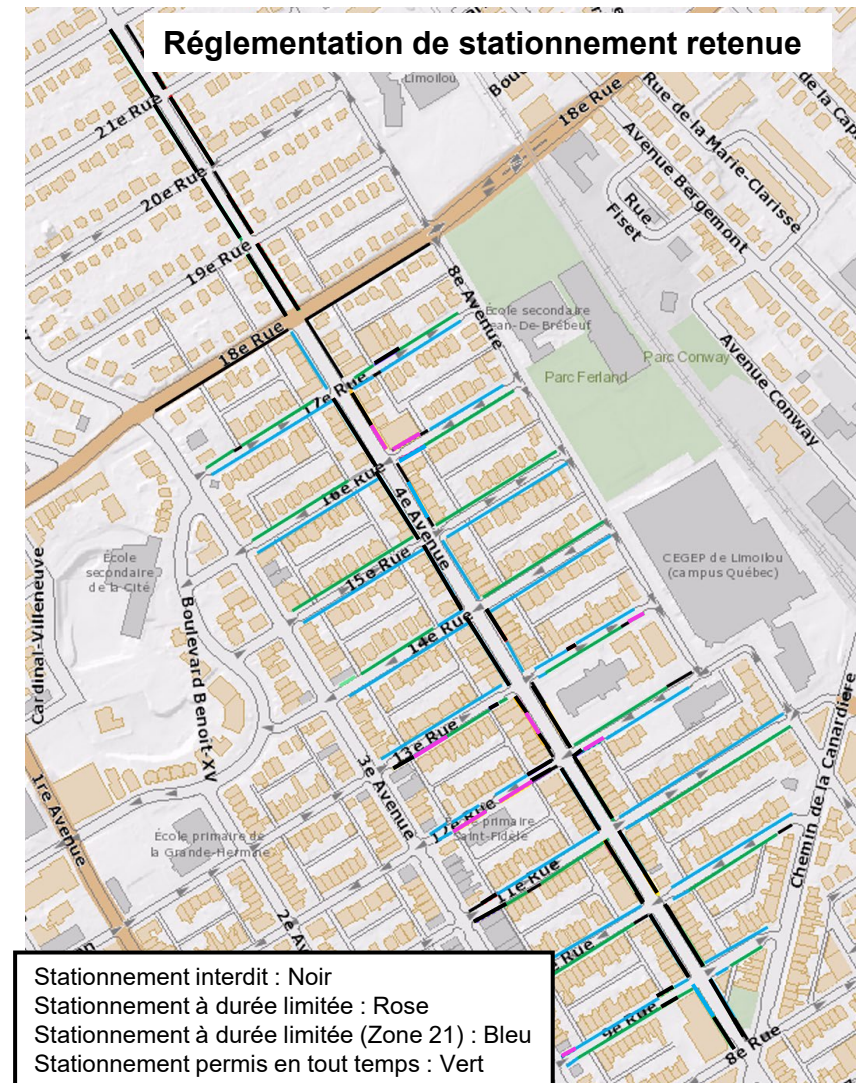 Réglementation de stationnement retenue
Limoilou
18e Rue
Rue de la Marie-Clarisse
21e Rue
Avenue Bergemont
20e Rue
Rue
Fiset
19e Rue
8e Avenue
École secondaire
Jean-De-Brébeuf
18e Rue
Parc Conway
Parc Ferland
17e Rue
Avenue Conway
16e Rue
4e Avenue
École
secondaire
de la Cité
CEGEP de Limoilou
(campus Québec)
15e Rue
Cardinal-Villeneuve
Boulevard Benoit-XV
14e Rue
13e Rue
3e Avenue
Chemin de la Canardière
1re Avenue
École primaire de
la Grande-Hermine
12e Rue
École primaire
Saint-Fidèle
11e Rue
2e
e Rue
9e Rue
8e Rue
Stationnement interdit : Noir
Stationnement à durée limitée : Rose
Stationnement à durée limitée (Zone 21) : Bleu
Stationnement permis en tout temps : Vert